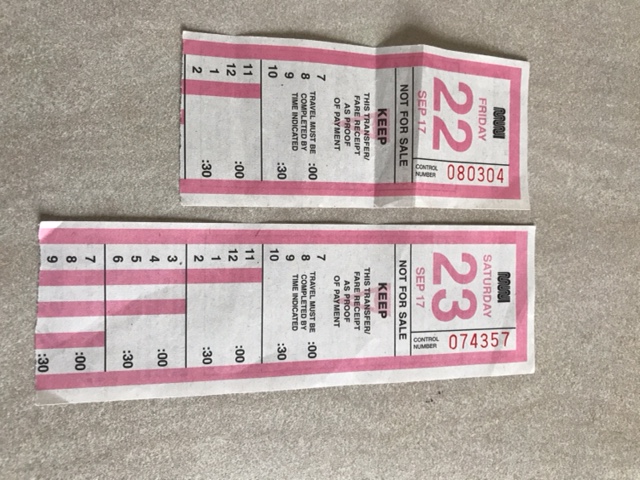 muni
FRIDAY
22
SEP 17
CONTROL
NUMBER
080304
NOT FOR SALE
KEEP
THIS TRANSFER/
FARE RECEIPT
AS PROOF
OF PAYMENT
TRAVEL MUST BE
COMPLETED BY
TIME INDICATED
7
8 :00
9
10 :30
11
12 :00
1
2 :30
muni
SATURDAY
23
SEP 17
CONTROL
NUMBER
074357
NOT FOR SALE
KEEP
THIS TRANSFER/
FARE RECEIPT
AS PROOF
OF PAYMENT
TRAVEL MUST BE
COMPLETED BY
TIME INDICATED
7
8 :00
9
10 :30
11
12 :00
1
2 :30
3
4 :00
5
6 :30
7
8 :00
9 :30